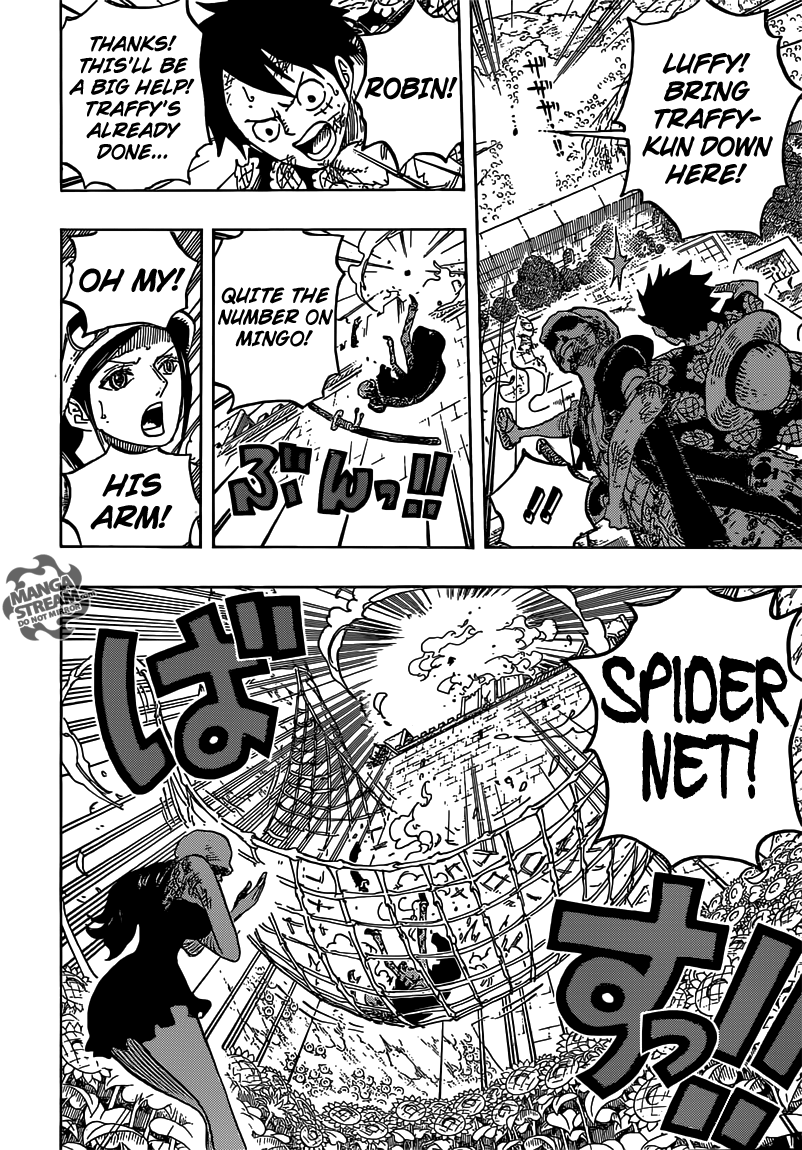 LUFFY!
BRING
TRAFFY-
KUN DOWN
HERE!
!!
ROBIN!
THANKS!
THIS'LL BE
A BIG HELP!
TRAFFY'S
ALREADY
DONE...
QUITE THE
NUMBER ON
MINGO!
ぶ
ん
っ
!!
OH MY!
HIS
ARM!
SPIDER
NET!
ば
すっ!!
MANGA
STREAM
DO NOT MIRROR